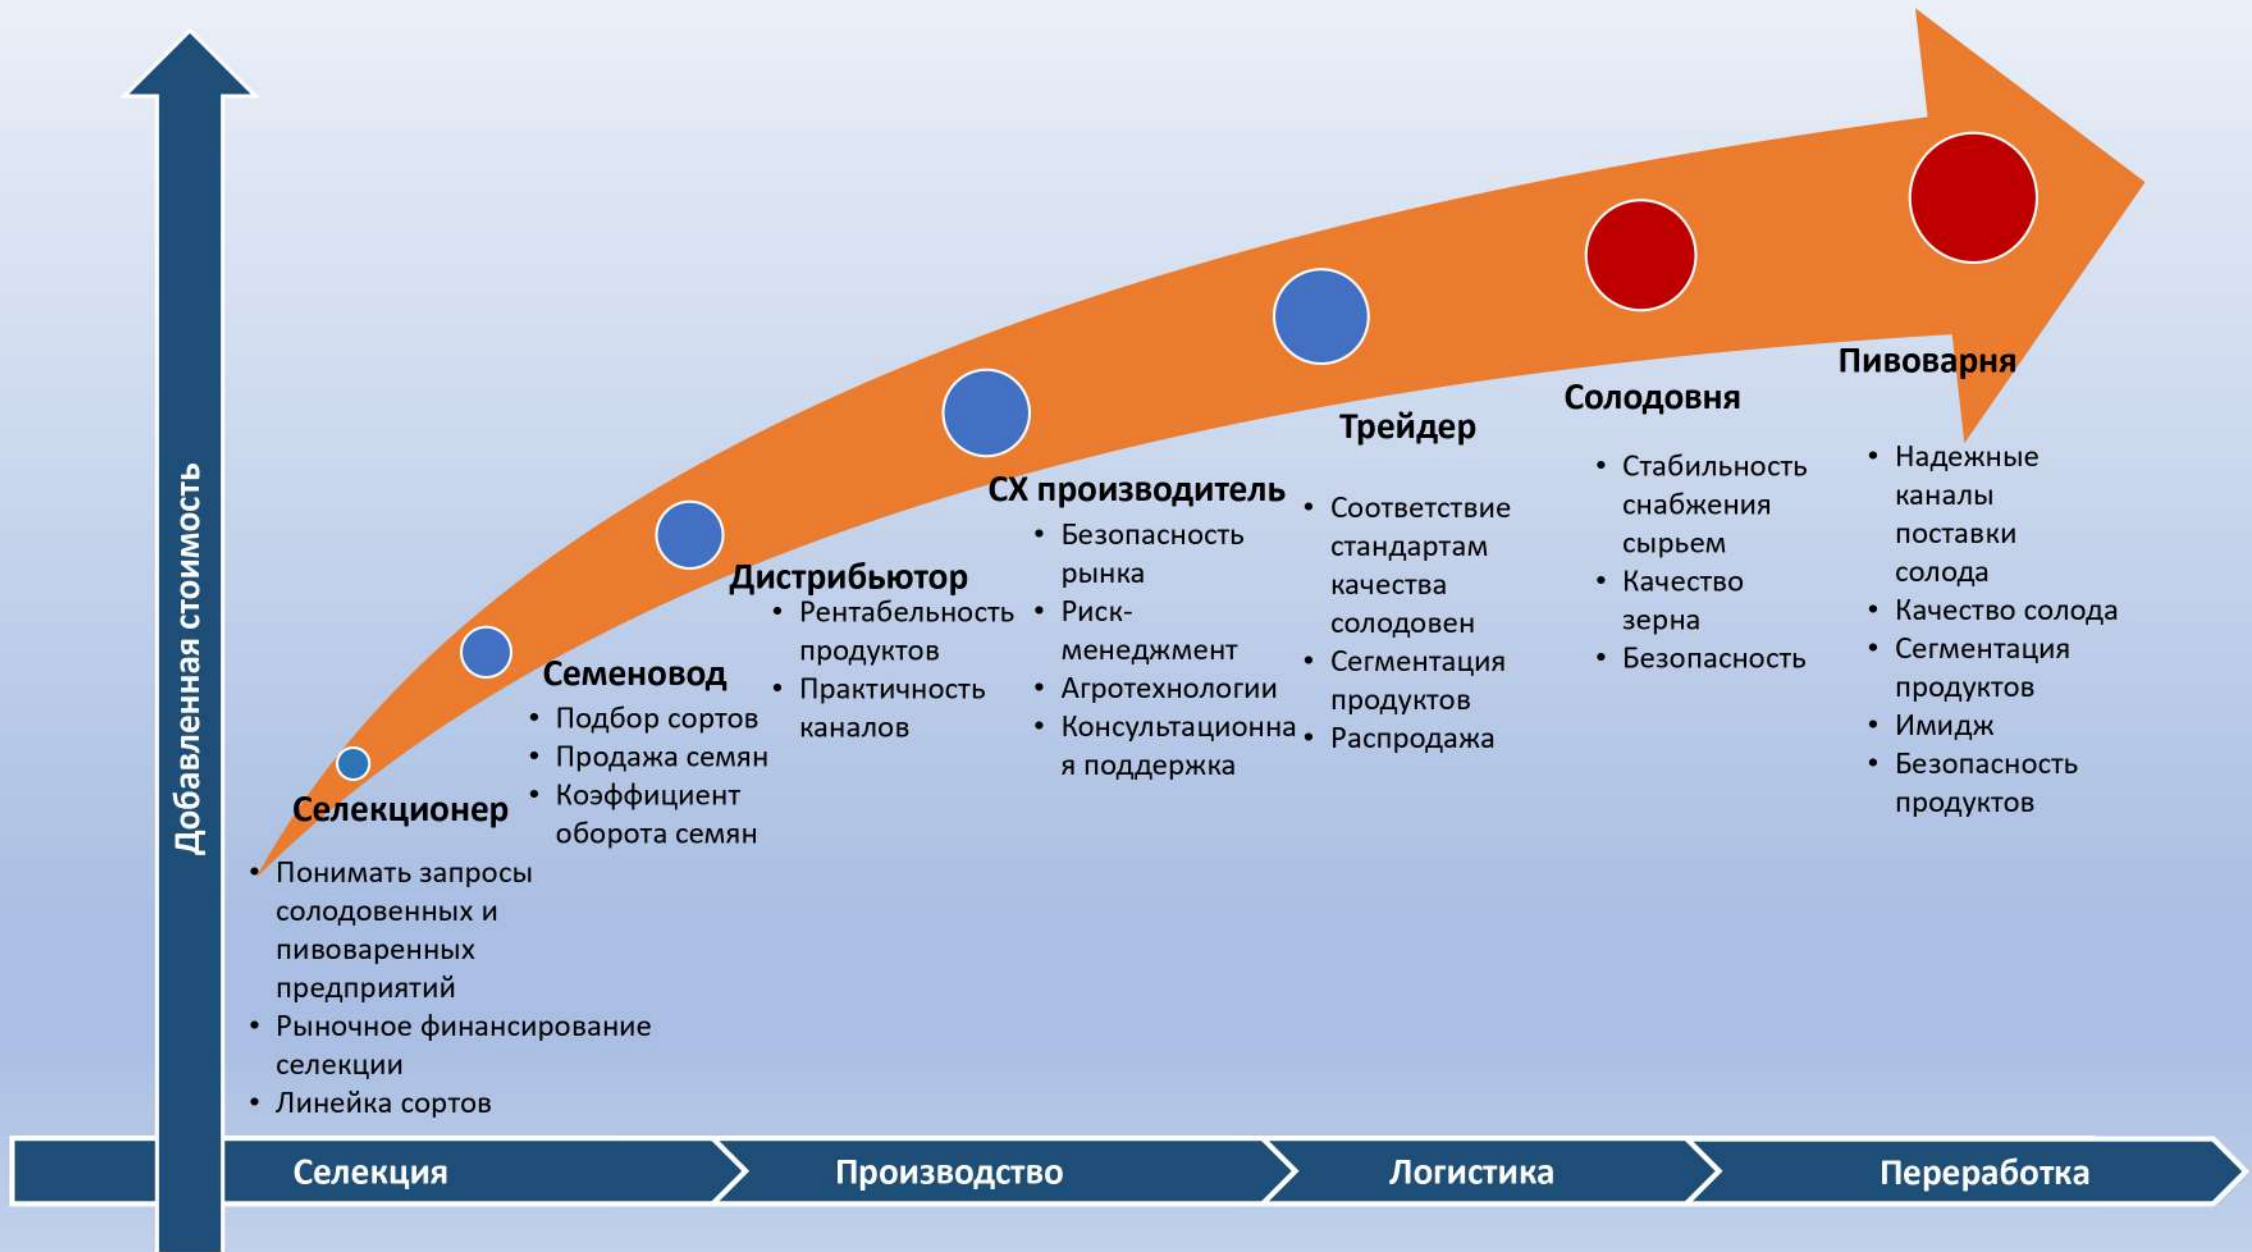 Добавленная стоимость
Селекционер
• Понимать запросы
солодовенных и
пивоваренных
предприятий
• Рыночное финансирование
селекции
• Линейка сортов
Семеновод
• Подбор сортов
• Продажа семян
• Коэффициент
оборота семян
Дистрибьютор
• Рентабельность
продуктов
• Практичность
каналов
СХ производитель
• Безопасность
рынка
• Риск-
менеджмент
• Агротехнологии
• Консультационна
я поддержка
Трейдер
• Соответствие
стандартам
качества
солодовен
• Сегментация
продуктов
• Распродажа
Солодовня
• Стабильность
снабжения
сырьем
• Качество
зерна
• Безопасность
Пивоварня
• Надежные
каналы
поставки
солода
• Качество солода
• Сегментация
продуктов
• Имидж
• Безопасность
продуктов
Селекция
Производство
Логистика
Переработка